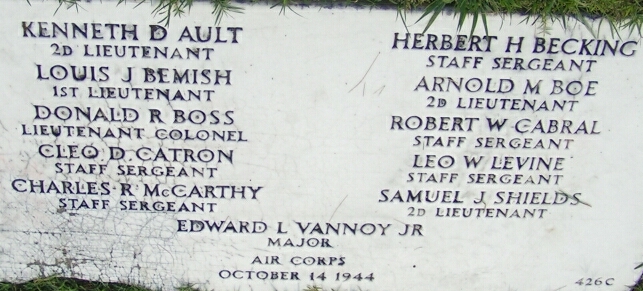 KENNETH D AULT
2D LIEUTENANT
LOUIS J BEMISH
1ST LIEUTENANT
DONALD R BOSS
LIEUTENANT COLONEL
CLEO D. CATRON
STAFF SERGEANT
CHARLES R McCARTHY
STAFF SERGEANT
HERBERT H BECKING
STAFF SERGEANT
ARNOLD M BOE
2D LIEUTENANT
ROBERT W CABRAL
STAFF SERGEANT
LEO W LEVINE
STAFF SERGEANT
SAMUEL J SHIELDS
2D LIEUTENANT
EDWARD L VANNOY JR
MAJOR
AIR CORPS
OCTOBER 14 1944
426C